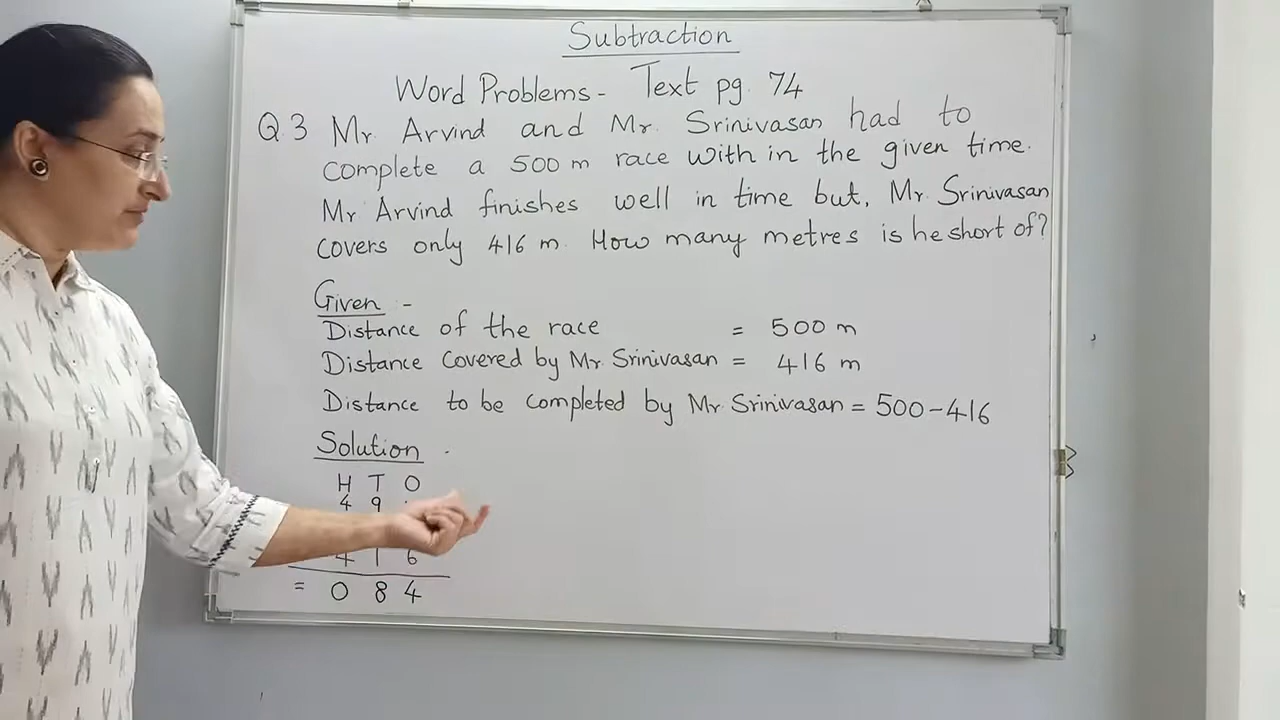 Subtraction
Word Problems - Text pg. 74
Q.3 Mr. Arvind and Mr. Srinivasan had to
complete a 500 m race with in the given time.
Mr Arvind finishes well in time but, Mr. Srinivasan
covers only 416 m. How many metres is he short of?
Given -
Distance of the race = 500 m
Distance Covered by Mr. Srinivasan = 416 m
Distance to be completed by Mr. Srinivasan = 500 - 416
Solution -
H T O
4 9
4 1 6
= 0 8 4